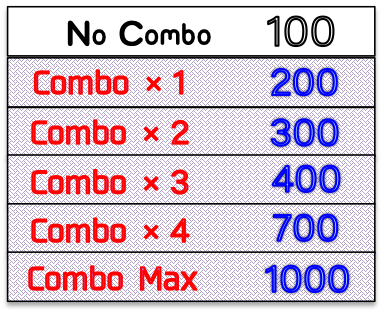 No Combo 100
Combo × 1 200
Combo × 2 300
Combo × 3 400
Combo × 4 700
Combo Max 1000